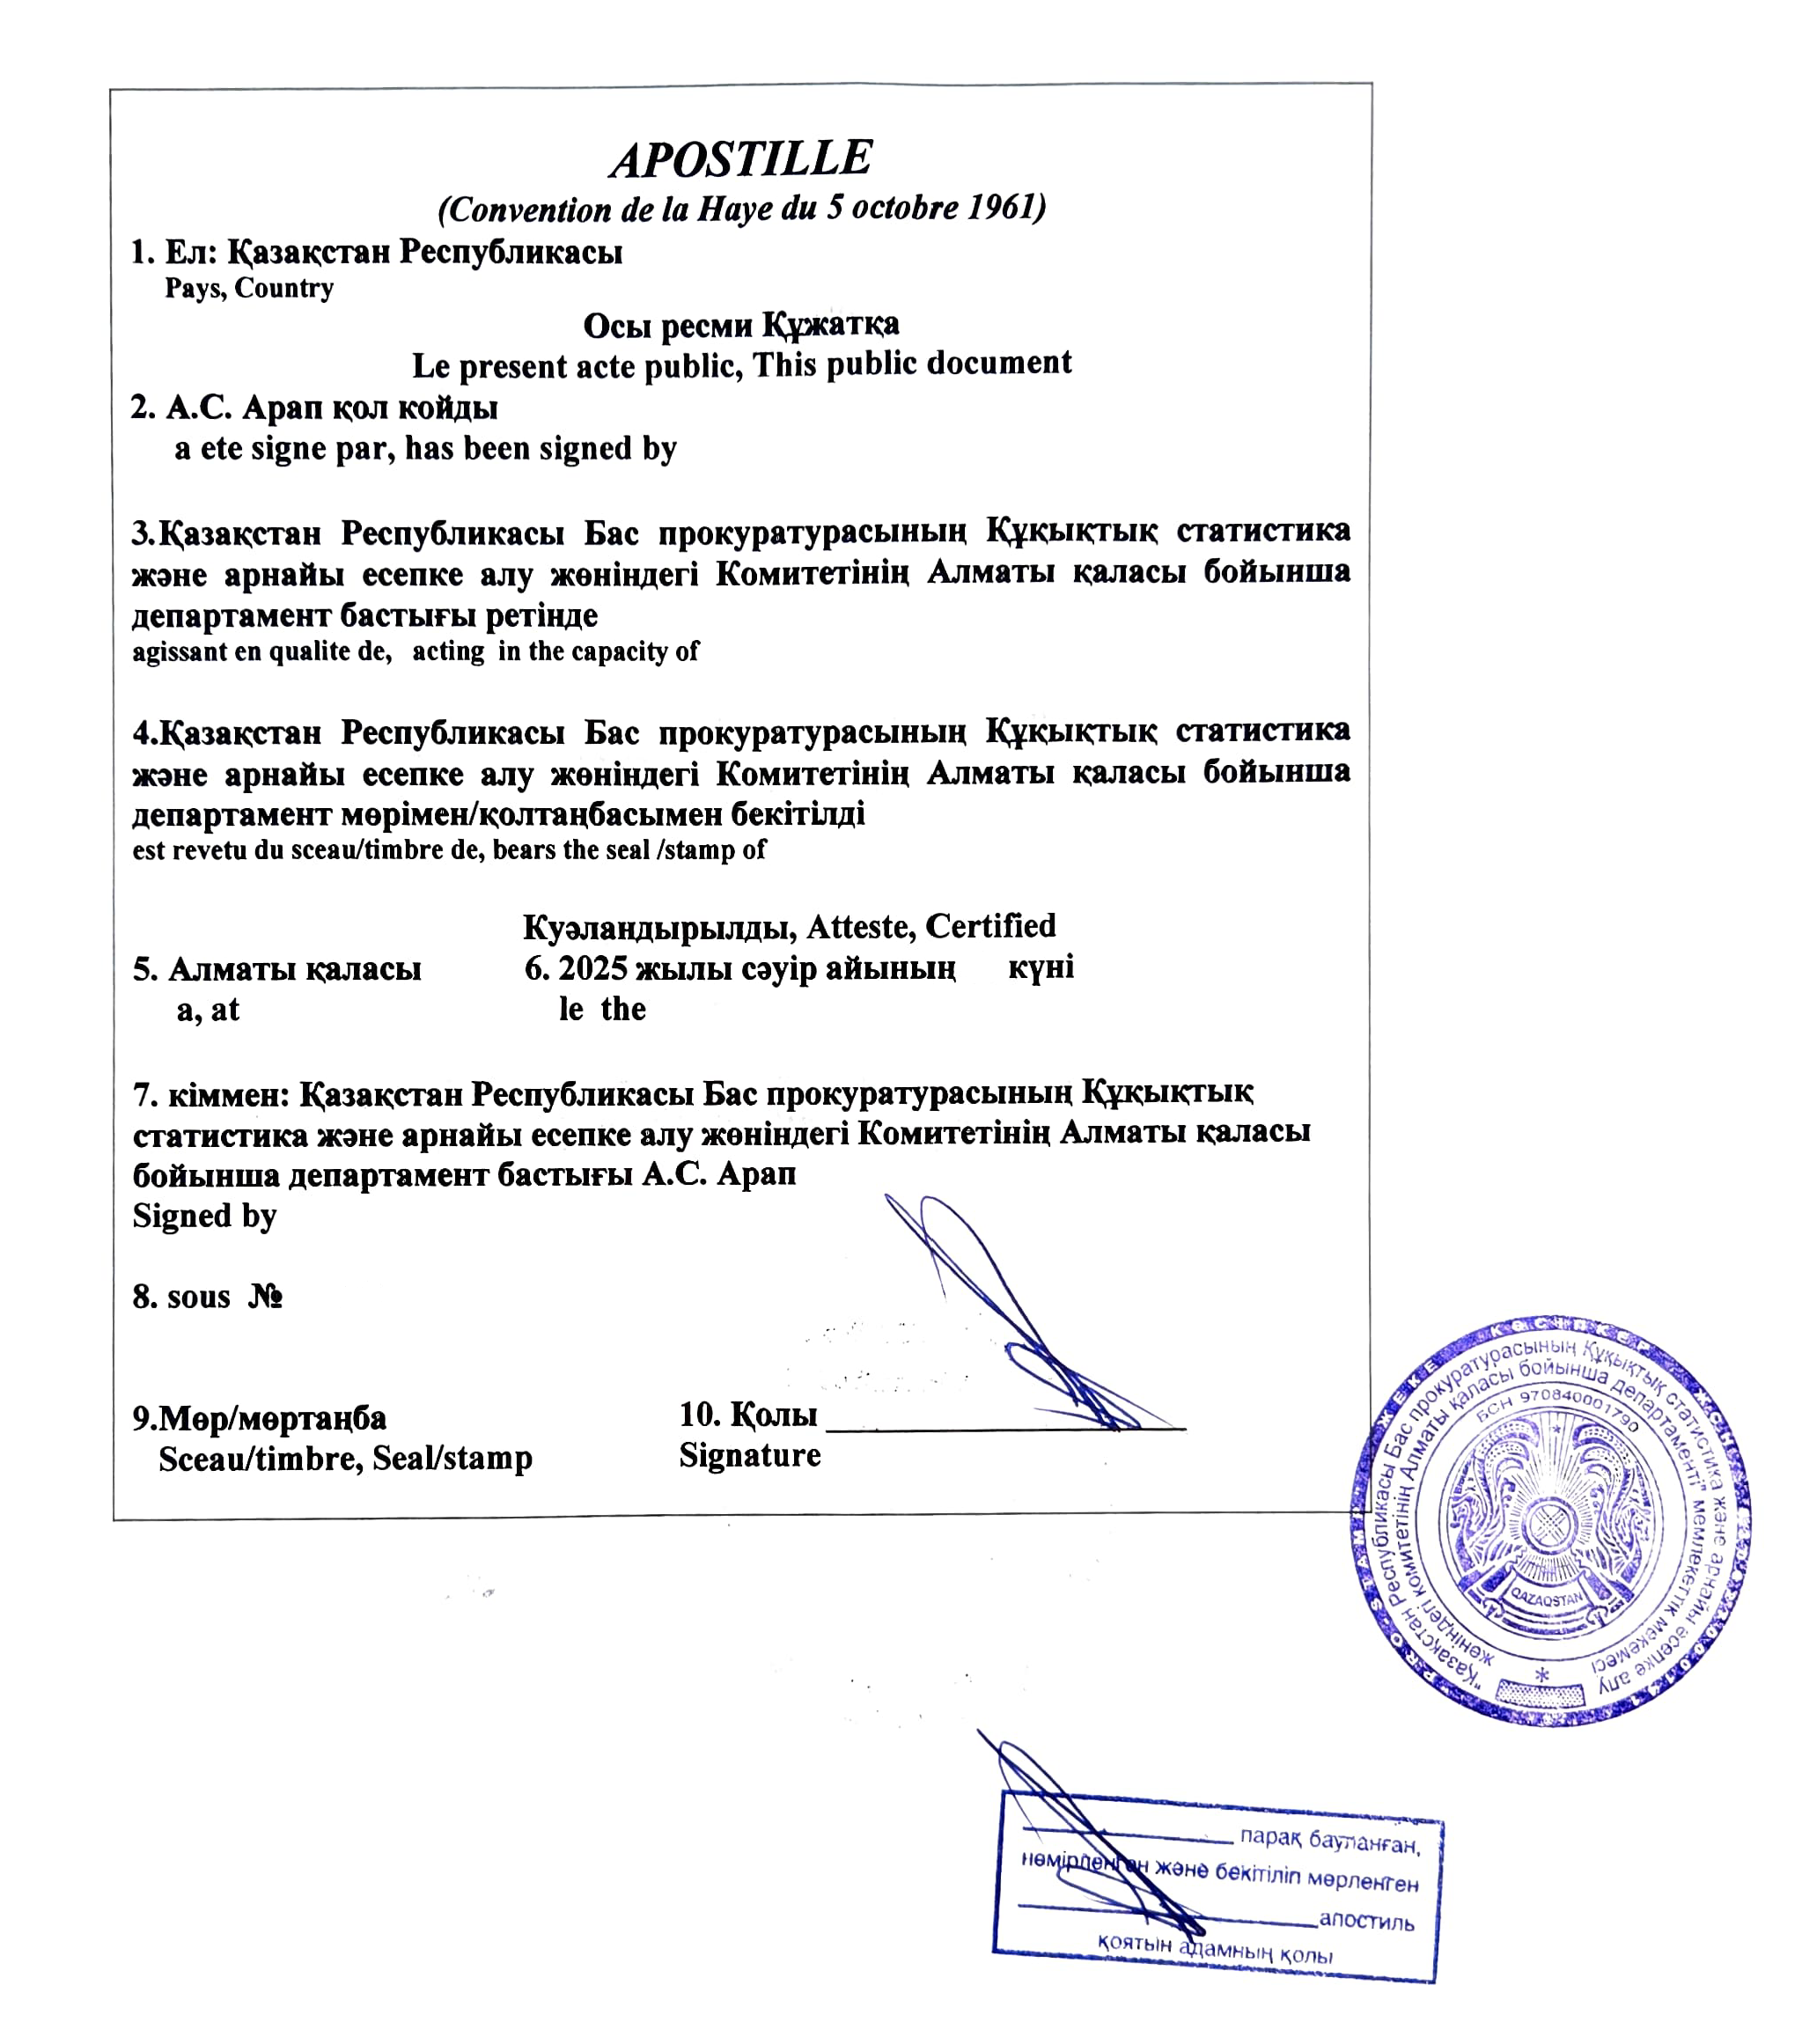 APOSTILLE
(Convention de la Haye du 5 octobre 1961)
1. Ел: Қазақстан Республикасы
Pays, Country
Осы ресми Құжатқа
Le present acte public, This public document
2. А.С. Арап қол койды
a ete signe par, has been signed by
3.Қазақстан Республикасы Бас прокуратурасының Құқықтық статистика
және арнайы есепке алу жөніндегі Комитетінің Алматы қаласы бойынша
департамент бастығы ретінде
agissant en qualite de, acting in the capacity of
4.Қазақстан Республикасы Бас прокуратурасының Құқықтық статистика
және арнайы есепке алу жөніндегі Комитетінің Алматы қаласы бойынша
департамент мөрімен/қолтаңбасымен бекітілді
est revetu du sceau/timbre de, bears the seal /stamp of
Куәландырылды, Atteste, Certified
5. Алматы қаласы 6. 2025 жылы сәуір айының күні
a, at le the
7. кіммен: Қазақстан Республикасы Бас прокуратурасының Құқықтық
статистика және арнайы есепке алу жөніндегі Комитетінің Алматы қаласы
бойынша департамент бастығы А.С. Арап
Signed by
8. sous №
9.Мөр/мөртаңба 10. Қолы
Sceau/timbre, Seal/stamp Signature
"Қазақстан Республикасы Бас прокуратурасының Құқықтық статистика және арнайы есепке алу
жөніндегі комитетінің Алматы қаласы бойынша департаменті" мемлекеттік мекемесі
БСН 970840001790
QAZAQSTAN
парақ бауланған,
нөмірленген және бекітіліп мөрленген
апостиль
қоятын адамның қолы